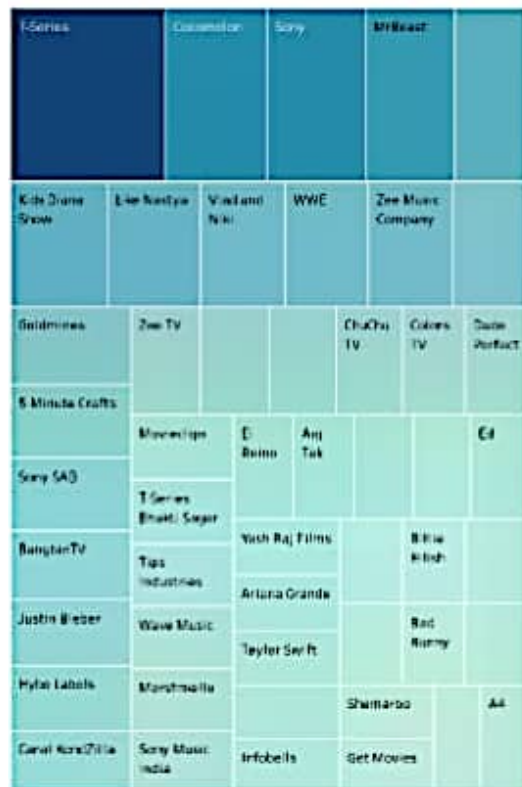 T-Series
Cocomelon
Sony
MrBeast
Kids Diana
Show
Like Nastya
Vlad and
Niki
WWE
Zee Music
Company
Goldmines
Zee TV
ChuChu
TV
Colors
TV
Dude
Perfect
5 Minute Crafts
Movieclips
El
Reino
Aaj
Tak
Ed
Sony SAB
T-Series
Bhakti Sagar
BangtanTV
Tips
Industries
Yash Raj Films
Billie
Eilish
Ariana Grande
Justin Bieber
Wave Music
Taylor Swift
Bad
Bunny
Hybe Labels
Marshmello
Shemaroo
A4
Canal KondZilla
Sony Music
India
Infobells
Get Movies